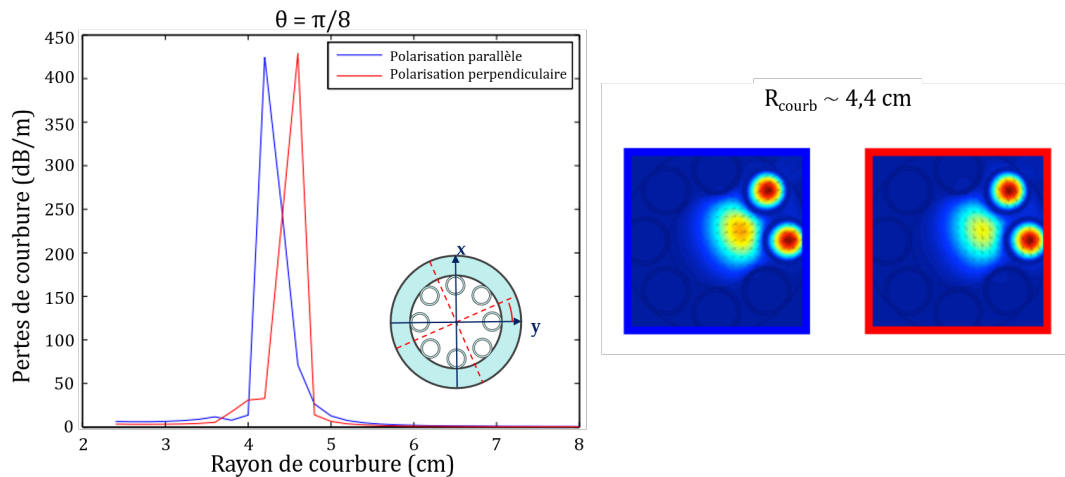 θ = π/8
Pertes de courbure (dB/m)
450
400
350
300
250
200
150
100
50
0
Polarisation parallèle
Polarisation perpendiculaire
x
y
2
3
4
5
6
7
8
Rayon de courbure (cm)
R courb ~ 4,4 cm